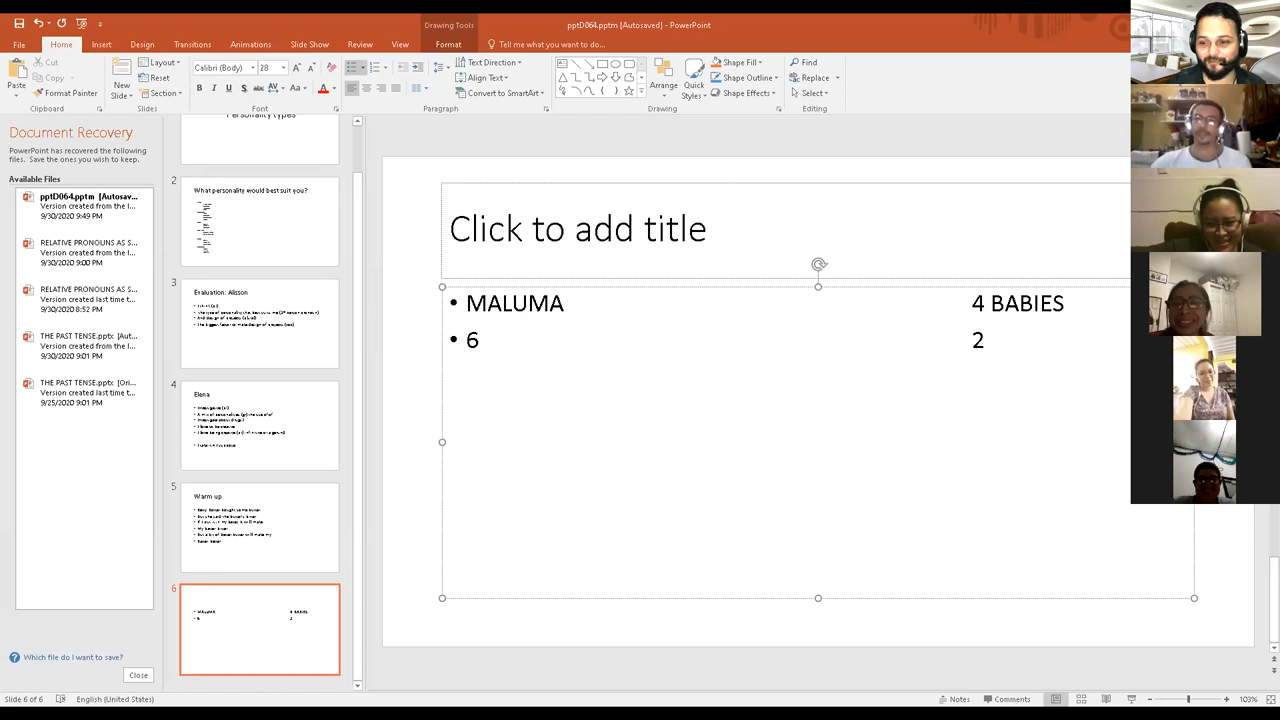 Drawing Tools
pptD064.pptm [Autosaved] - PowerPoint
File Home Insert Design Transitions Animations Slide Show Review View Format Tell me what you want to do...
Paste
Cut
Copy
Format Painter
Clipboard
New Slide
Layout
Reset
Section
Slides
Calibri (Body) 28
B I U S abc AV Aa A
Font
Text Direction
Align Text
Convert to SmartArt
Paragraph
Arrange
Quick Styles
Shape Fill
Shape Outline
Shape Effects
Drawing
Find
Replace
Select
Editing
Document Recovery
PowerPoint has recovered the following
files. Save the ones you wish to keep.
Available Files
pptD064.pptm [Autosav...
Version created from the l...
9/30/2020 9:49 PM
RELATIVE PRONOUNS AS S...
Version created from the l...
9/30/2020 9:00 PM
RELATIVE PRONOUNS AS S...
Version created last time t...
9/30/2020 8:52 PM
THE PAST TENSE.pptx [Aut...
Version created from the l...
9/30/2020 9:01 PM
THE PAST TENSE.pptx [Ori...
Version created last time t...
9/25/2020 9:01 PM
Which file do I want to save?
Close
Personality types
2
What personality would best suit you?
3
Evaluation: Alisson
4
Elena
5
Warm up
6
MALUMA 4 BABIES
6 2
Click to add title
• MALUMA 4 BABIES
• 6 2
Slide 6 of 6 English (United States) Notes Comments 103%